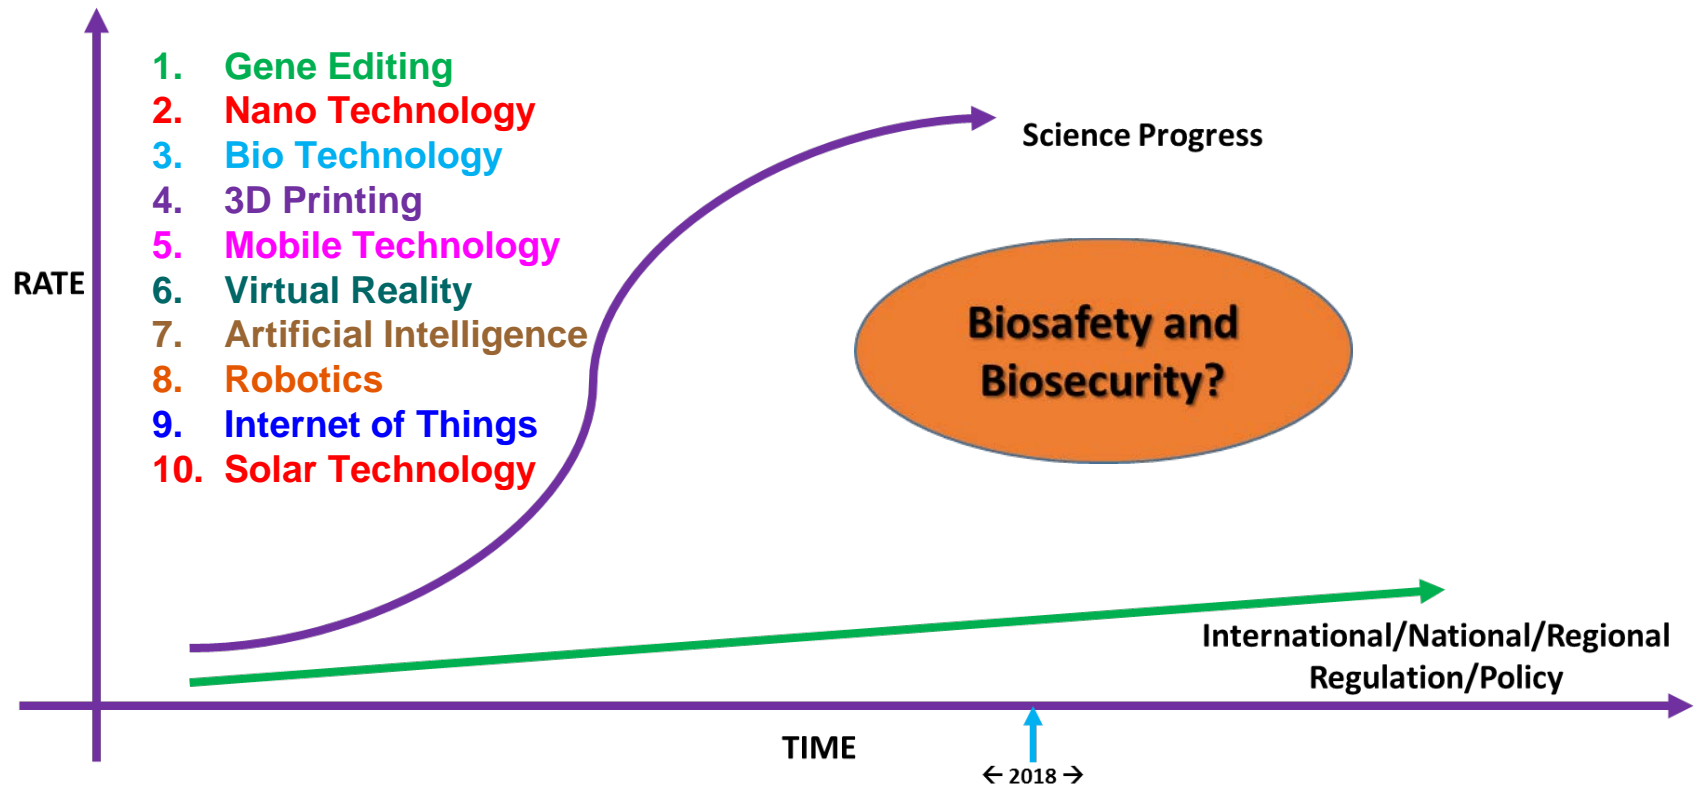 1. Gene Editing
2. Nano Technology
3. Bio Technology
4. 3D Printing
5. Mobile Technology
6. Virtual Reality
7. Artificial Intelligence
8. Robotics
9. Internet of Things
10. Solar Technology
Science Progress
RATE
Biosafety and
Biosecurity?
International/National/Regional
Regulation/Policy
TIME
← 2018 →